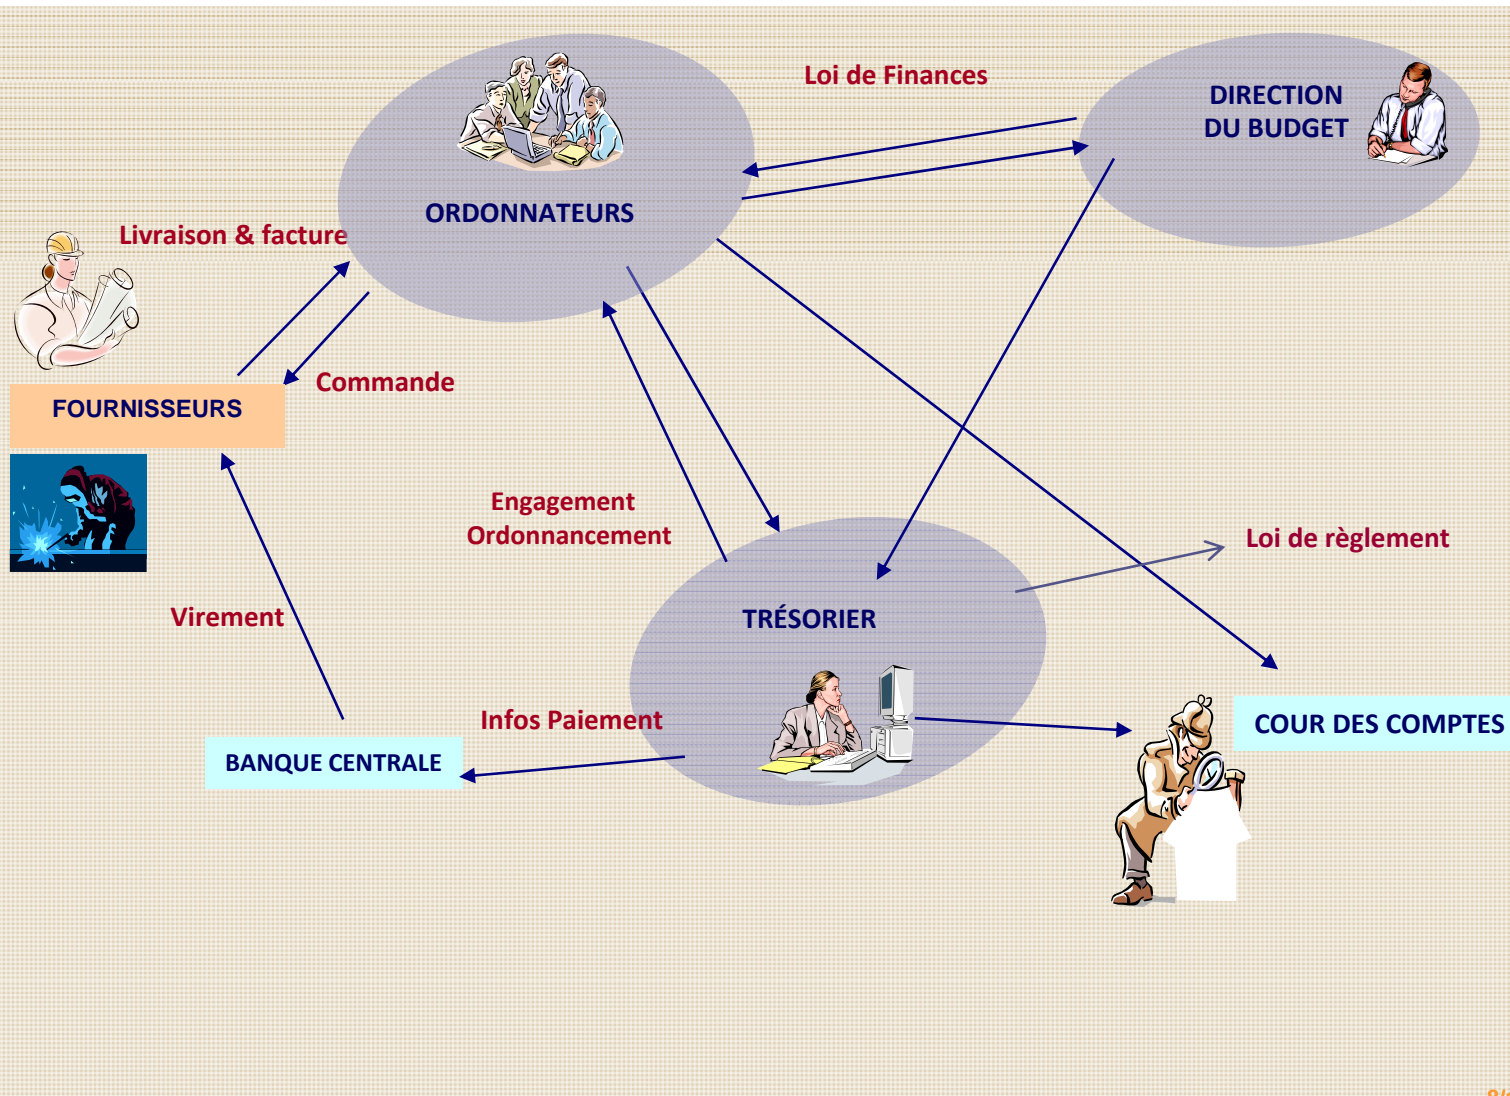 Loi de Finances
DIRECTION
DU BUDGET
ORDONNATEURS
Livraison & facture
Commande
FOURNISSEURS
Engagement
Ordonnancement
Loi de règlement
Virement
TRÉSORIER
Infos Paiement
COUR DES COMPTES
BANQUE CENTRALE